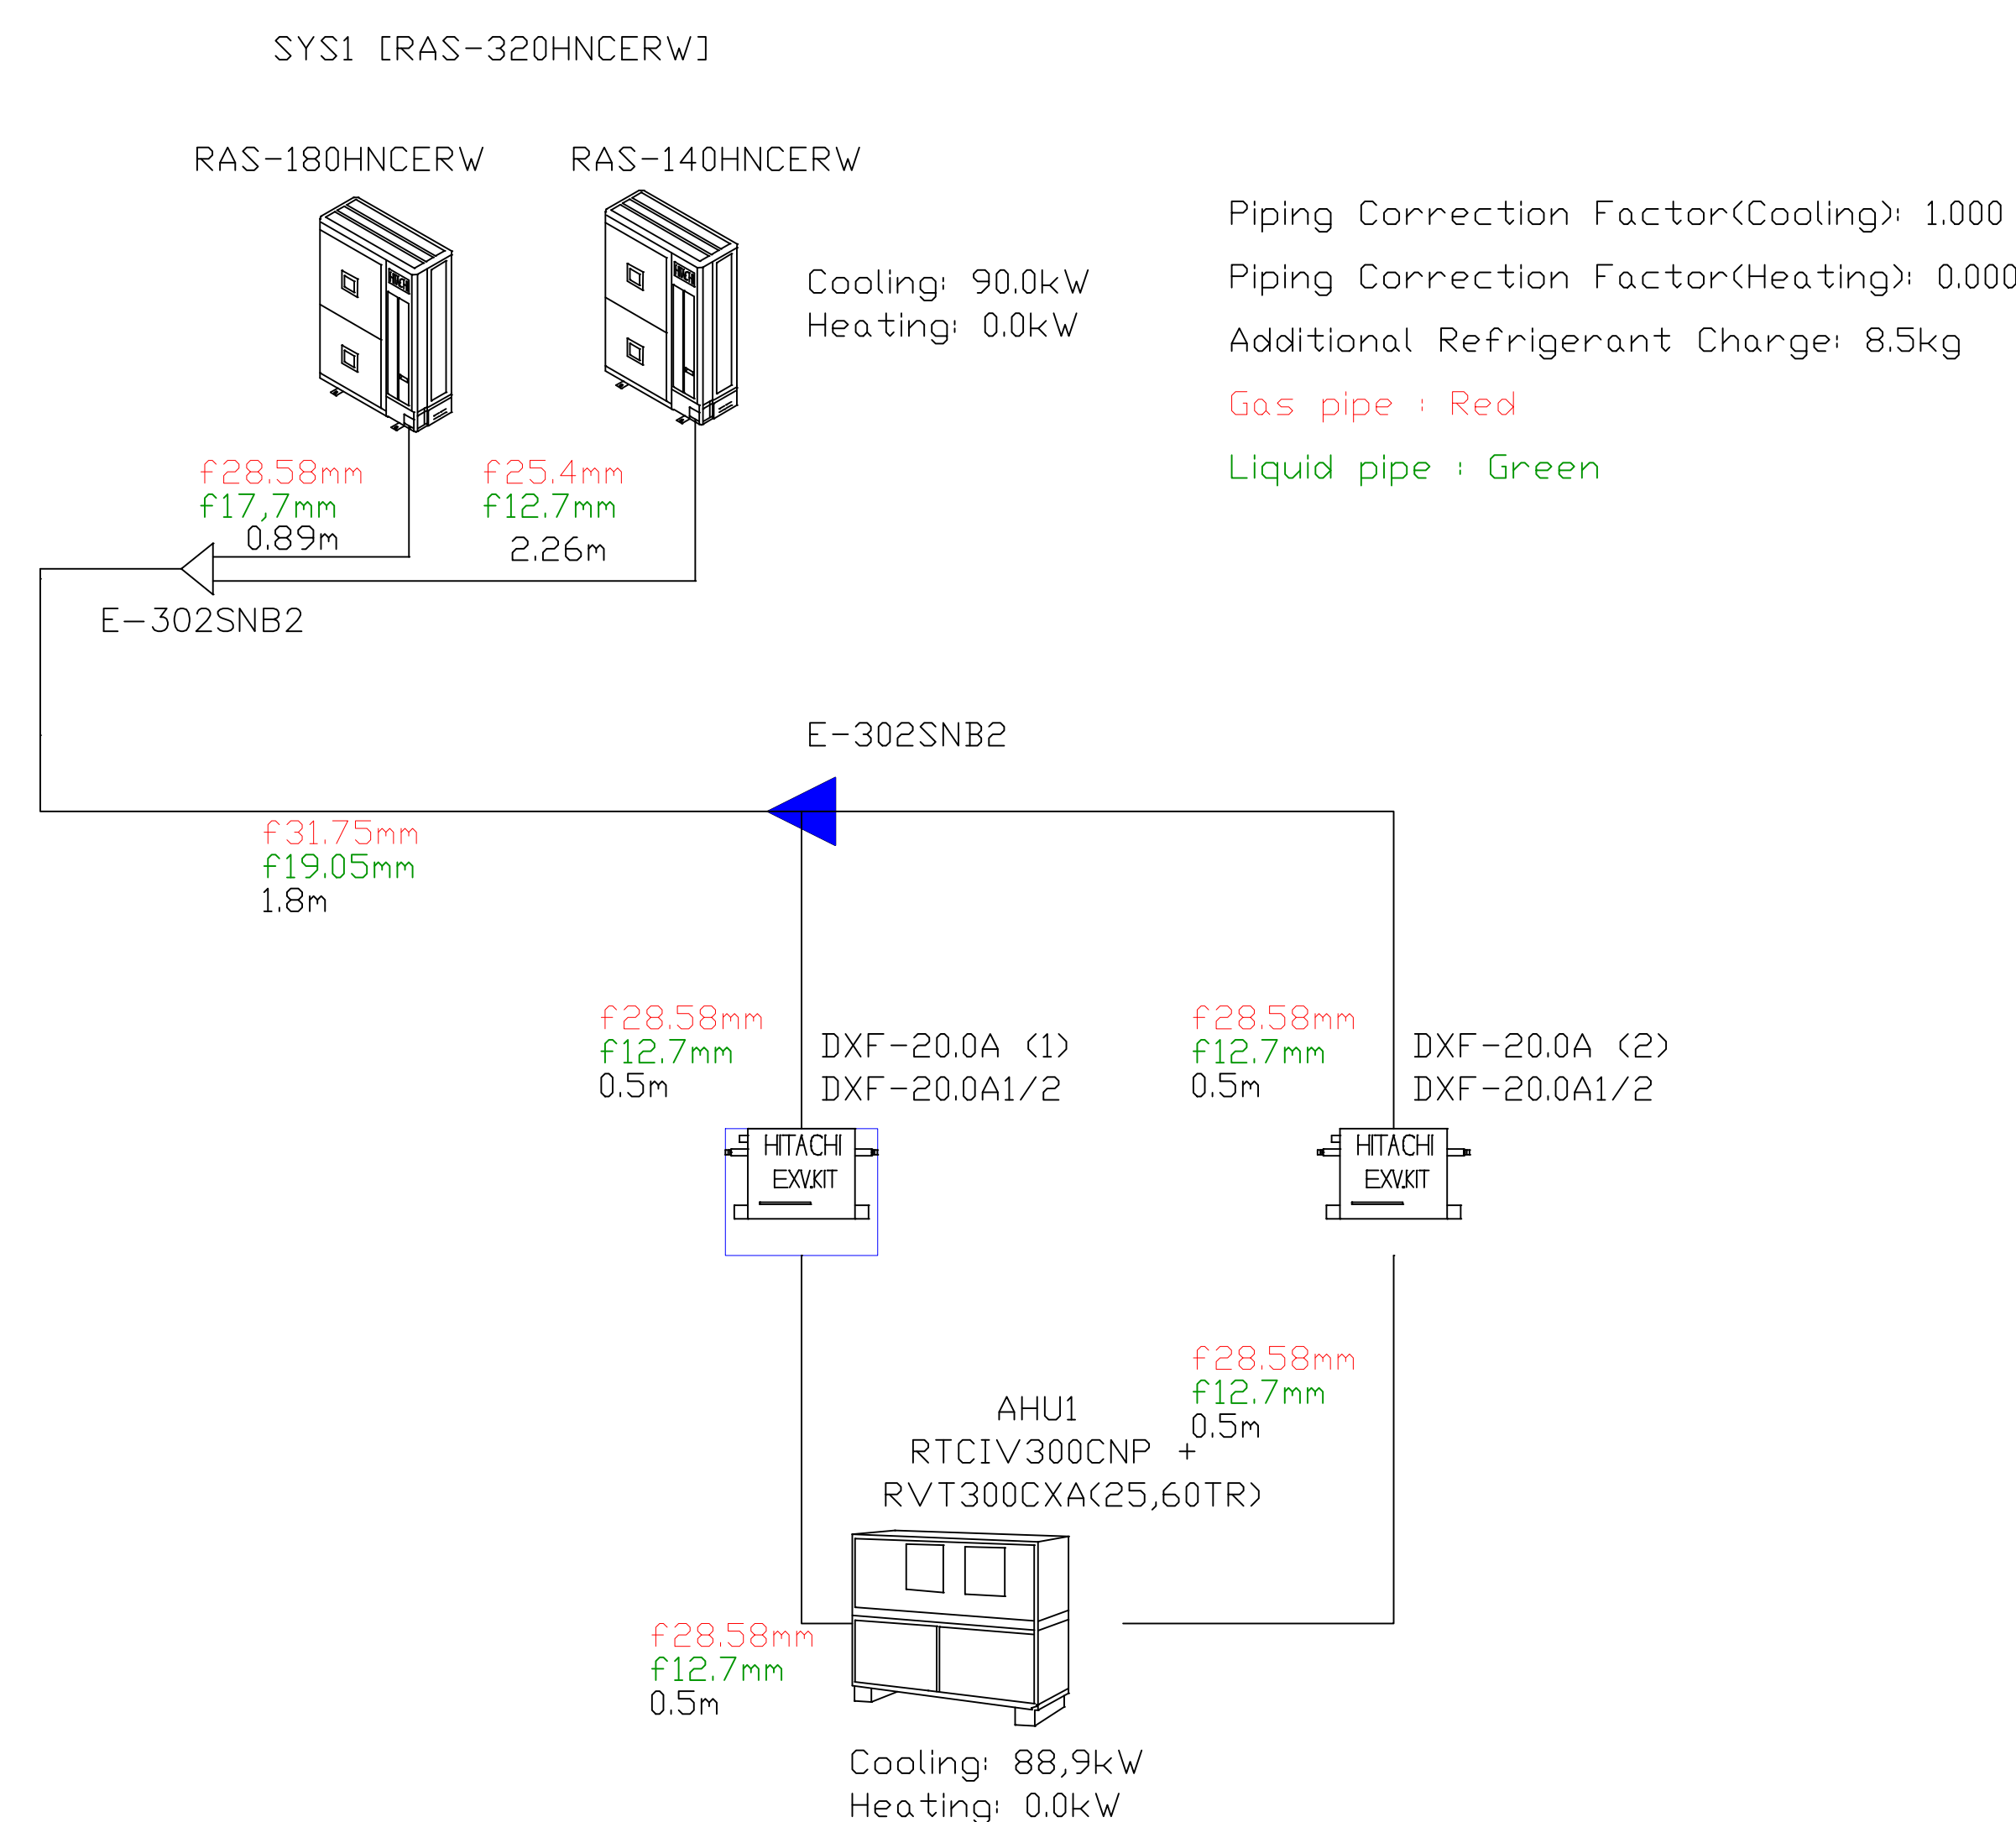 SYS1 [RAS-320HNCERW]
RAS-180HNCERW
RAS-140HNCERW
HITACHI
HITACHI
Cooling: 90.0kW
Heating: 0.0kW
Piping Correction Factor(Cooling): 1.000
Piping Correction Factor(Heating): 0.000
Additional Refrigerant Charge: 8.5kg
Gas pipe : Red
Liquid pipe : Green
f28.58mm
f17,7mm
0.89m
f25.4mm
f12.7mm
2.26m
E-302SNB2
E-302SNB2
f31.75mm
f19.05mm
1.8m
f28.58mm
f12.7mm
0.5m
DXF-20.0A (1)
DXF-20.0A1/2
f28.58mm
f12.7mm
0.5m
DXF-20.0A (2)
DXF-20.0A1/2
HITACHI
EXV.KIT
HITACHI
EXV.KIT
f28.58mm
f12.7mm
0.5m
AHU1
RTCIV300CNP +
RVT300CXA(25,60TR)
f28.58mm
f12.7mm
0.5m
Cooling: 88,9kW
Heating: 0.0kW